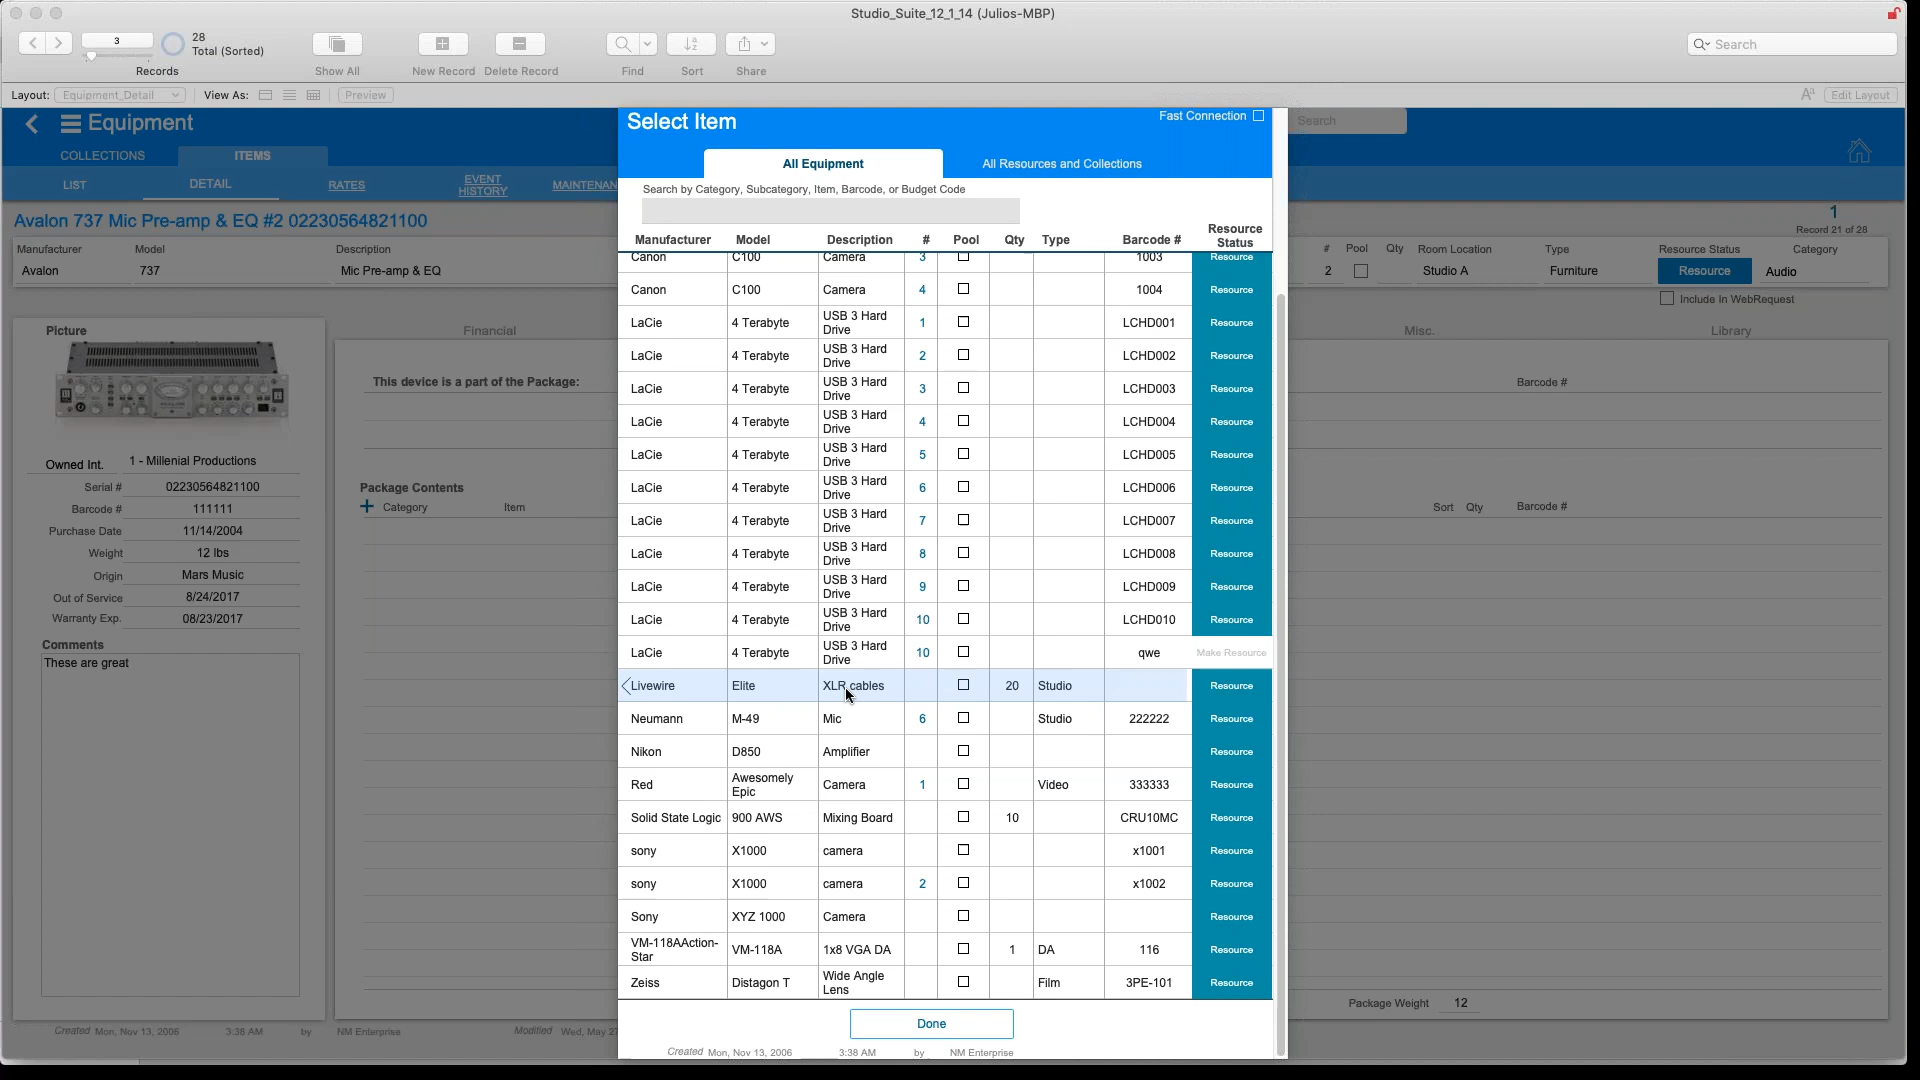 Studio_Suite_12_1_14 (Julios-MBP)
3
28
Total (Sorted)
Records
Show All
New Record
Delete Record
Find
Sort
Share
Search
Layout:
Equipment_Detail
View As:
Preview
Aª
Edit Layout
Equipment
Search
COLLECTIONS
ITEMS
LIST
DETAIL
RATES
EVENT
HISTORY
MAINTENAN
Avalon 737 Mic Pre-amp & EQ #2 02230564821100
1
Record 21 of 28
Manufacturer Model Description # Pool Qty Room Location Type Resource Status Category
Avalon 737 Mic Pre-amp & EQ 2 Studio A Furniture Resource Audio
Include In WebRequest
Picture
Financial
Misc.
Library
This device is a part of the Package:
Barcode #
Owned Int. 1 - Millenial Productions
Serial # 02230564821100
Barcode # 111111
Purchase Date 11/14/2004
Weight 12 lbs
Origin Mars Music
Out of Service 8/24/2017
Warranty Exp. 08/23/2017
Comments
These are great
Package Contents
+ Category Item Sort Qty Barcode #
Package Weight 12
Created Mon, Nov 13, 2006 3:38 AM by NM Enterprise Modified Wed, May 27
Select Item
Fast Connection
All Equipment
All Resources and Collections
Search by Category, Subcategory, Item, Barcode, or Budget Code
Manufacturer Model Description # Pool Qty Type Barcode # Resource Status
Canon C100 Camera 3 1003 Resource
Canon C100 Camera 4 1004 Resource
LaCie 4 Terabyte USB 3 Hard Drive 1 LCHD001 Resource
LaCie 4 Terabyte USB 3 Hard Drive 2 LCHD002 Resource
LaCie 4 Terabyte USB 3 Hard Drive 3 LCHD003 Resource
LaCie 4 Terabyte USB 3 Hard Drive 4 LCHD004 Resource
LaCie 4 Terabyte USB 3 Hard Drive 5 LCHD005 Resource
LaCie 4 Terabyte USB 3 Hard Drive 6 LCHD006 Resource
LaCie 4 Terabyte USB 3 Hard Drive 7 LCHD007 Resource
LaCie 4 Terabyte USB 3 Hard Drive 8 LCHD008 Resource
LaCie 4 Terabyte USB 3 Hard Drive 9 LCHD009 Resource
LaCie 4 Terabyte USB 3 Hard Drive 10 LCHD010 Resource
LaCie 4 Terabyte USB 3 Hard Drive 10 qwe Make Resource
Livewire Elite XLR cables 20 Studio Resource
Neumann M-49 Mic 6 Studio 222222 Resource
Nikon D850 Amplifier Resource
Red Awesomely Epic Camera 1 Video 333333 Resource
Solid State Logic 900 AWS Mixing Board 10 CRU10MC Resource
sony X1000 camera x1001 Resource
sony X1000 camera 2 x1002 Resource
Sony XYZ 1000 Camera Resource
VM-118AAction-Star VM-118A 1x8 VGA DA 1 DA 116 Resource
Zeiss Distagon T Wide Angle Lens Film 3PE-101 Resource
Done
Created Mon, Nov 13, 2006 3:38 AM by NM Enterprise